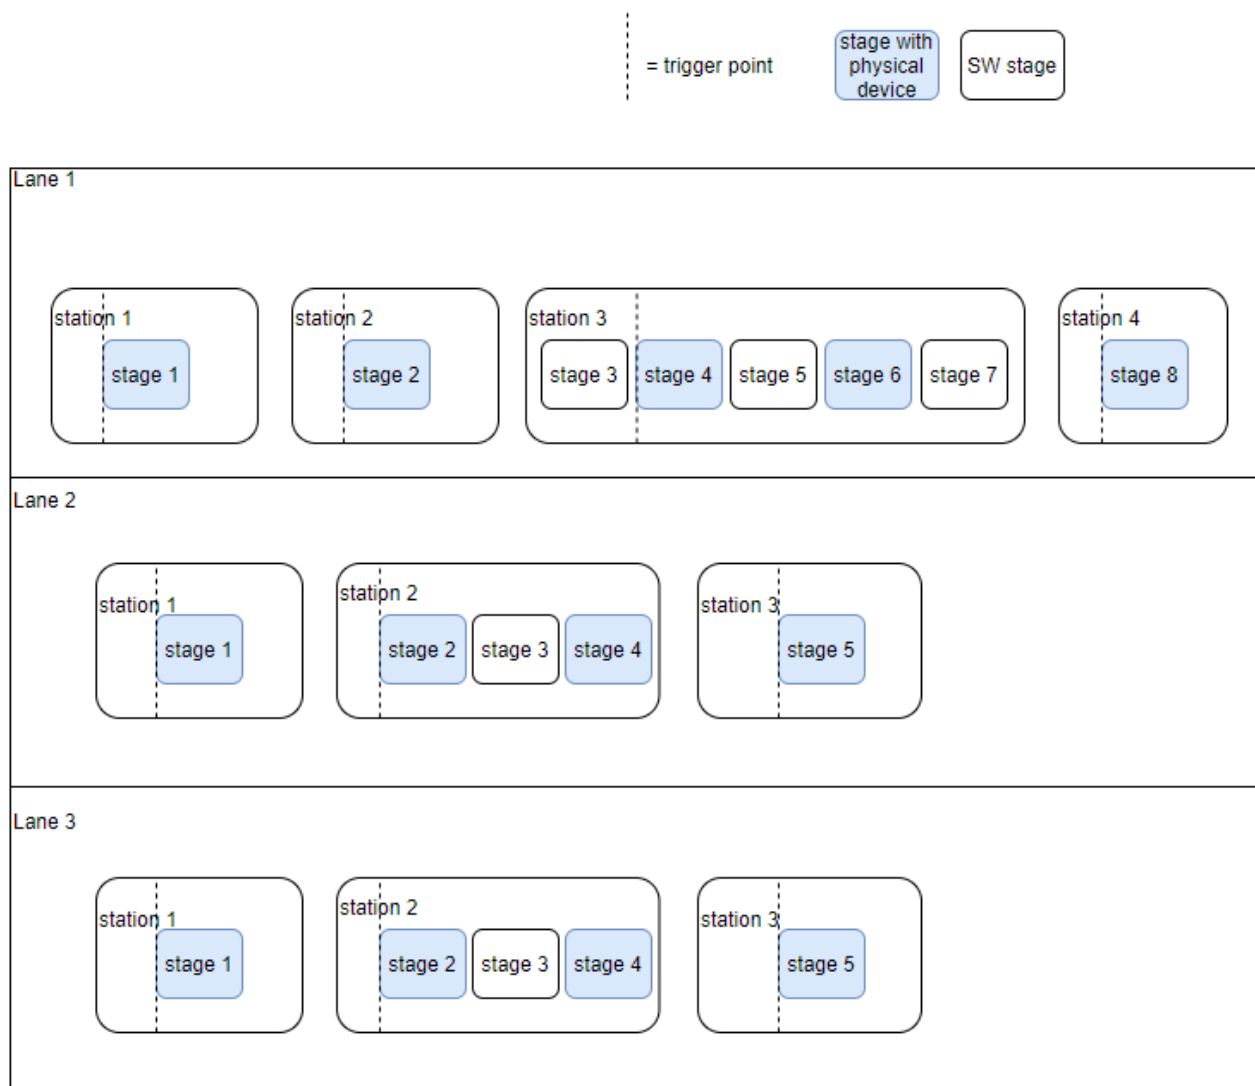 = trigger point
stage with
physical
device
SW stage
Lane 1
station 1
stage 1
station 2
stage 2
station 3
stage 3
stage 4
stage 5
stage 6
stage 7
station 4
stage 8
Lane 2
station 1
stage 1
station 2
stage 2
stage 3
stage 4
station 3
stage 5
Lane 3
station 1
stage 1
station 2
stage 2
stage 3
stage 4
station 3
stage 5